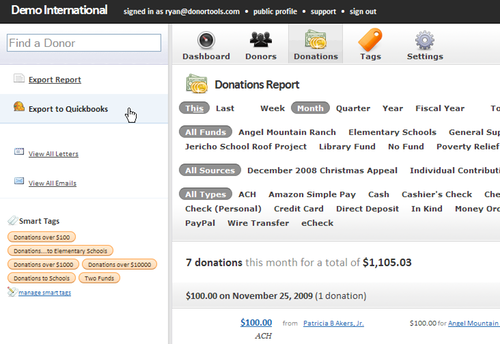 Demo International signed in as ryan@donortools.com • public profile • support • sign out
Find a Donor
Export Report
Export to Quickbooks
View All Letters
View All Emails
Smart Tags
Donations over $100
Donations...to Elementary Schools
Donations over $1000 Donations over $10000
Donations to Schools Two Funds
manage smart tags
Dashboard Donors Donations Tags Settings
Donations Report
This Last Week Month Quarter Year Fiscal Year To
All Funds Angel Mountain Ranch Elementary Schools General Sup
Jericho School Roof Project Library Fund No Fund Poverty Relief
All Sources December 2008 Christmas Appeal Individual Contribution
All Types ACH Amazon Simple Pay Cash Cashier's Check Che
Check (Personal) Credit Card Direct Deposit In Kind Money Ord
PayPal Wire Transfer eCheck
7 donations this month for a total of $1,105.03
$100.00 on November 25, 2009 (1 donation)
$100.00 from Patricia B Akers, Jr. $100.00 for Angel Mountain
ACH